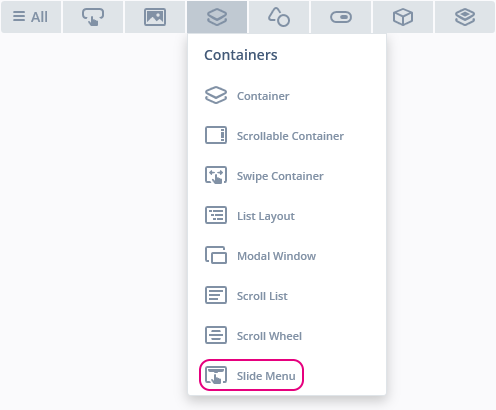 All
Containers
Container
Scrollable Container
Swipe Container
List Layout
Modal Window
Scroll List
Scroll Wheel
Slide Menu